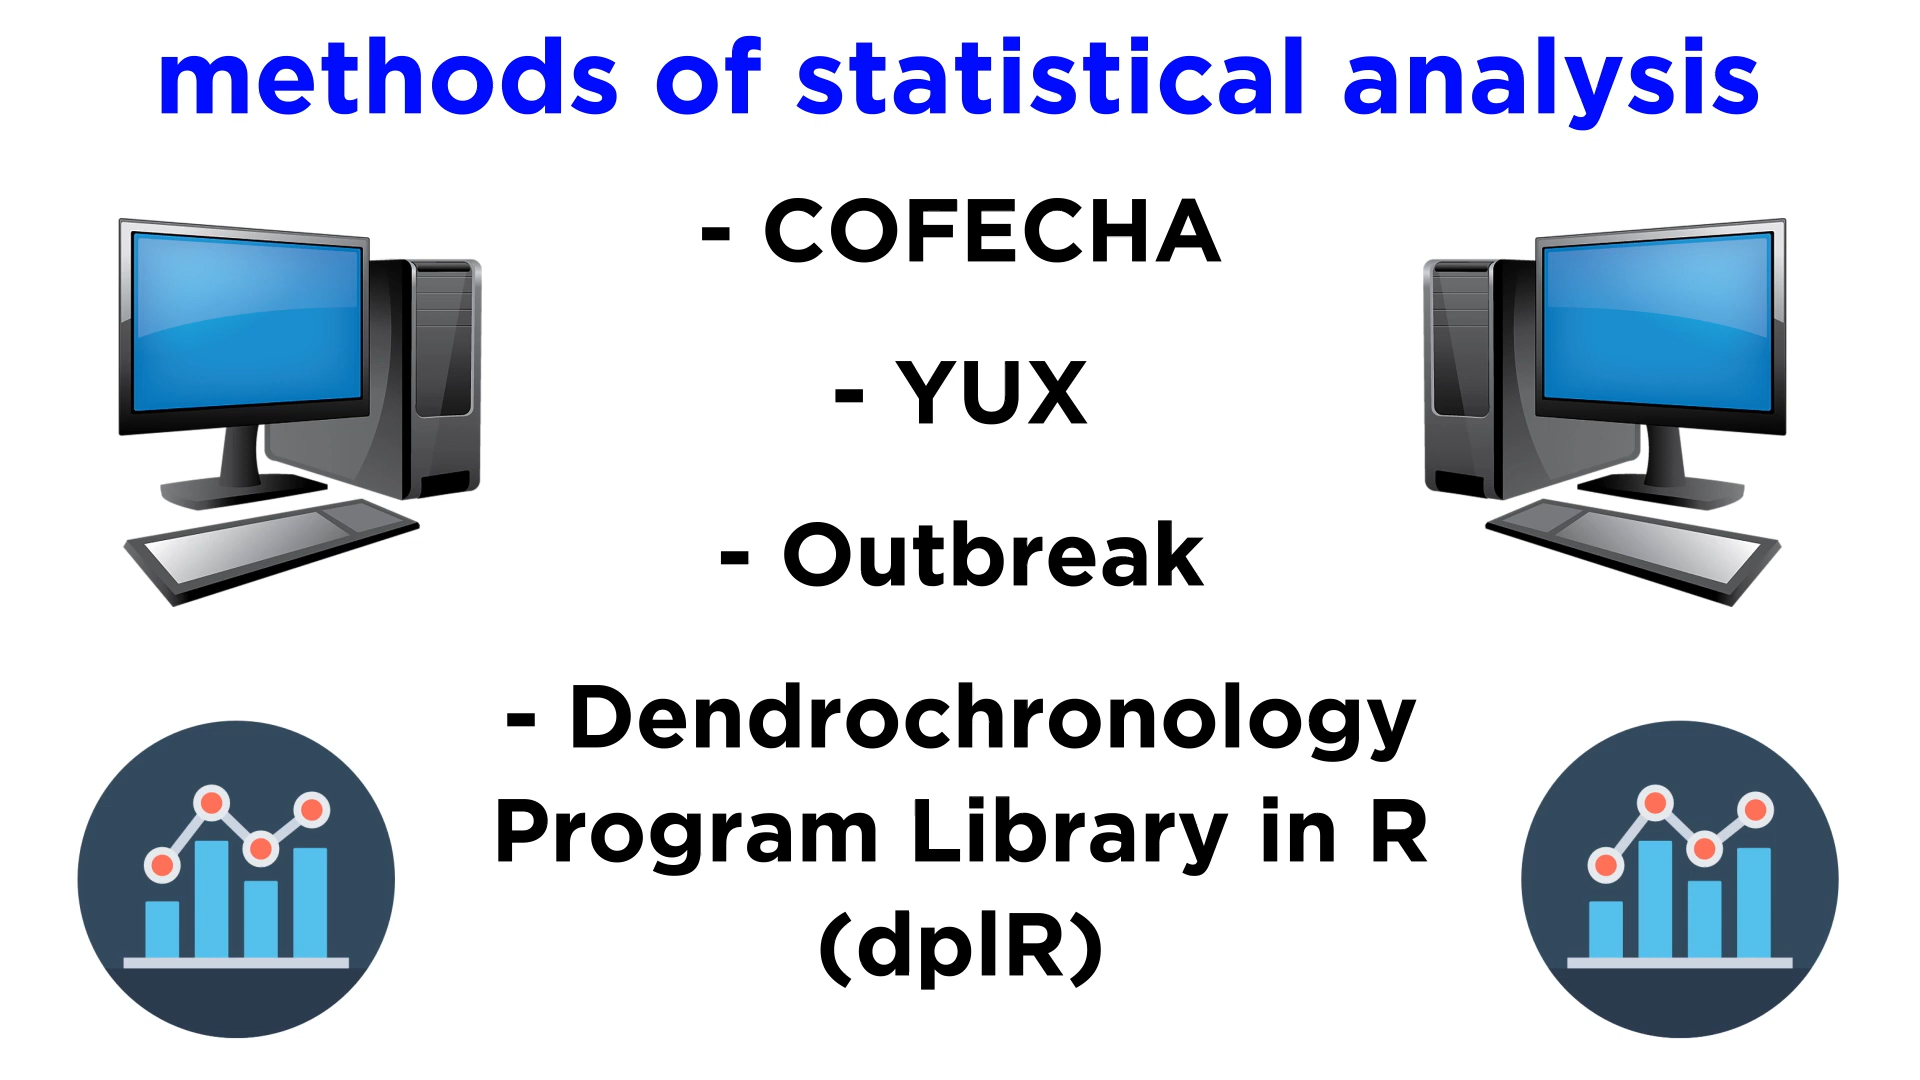 methods of statistical analysis
- COFECHA
- YUX
- Outbreak
- Dendrochronology
Program Library in R
(dplR)